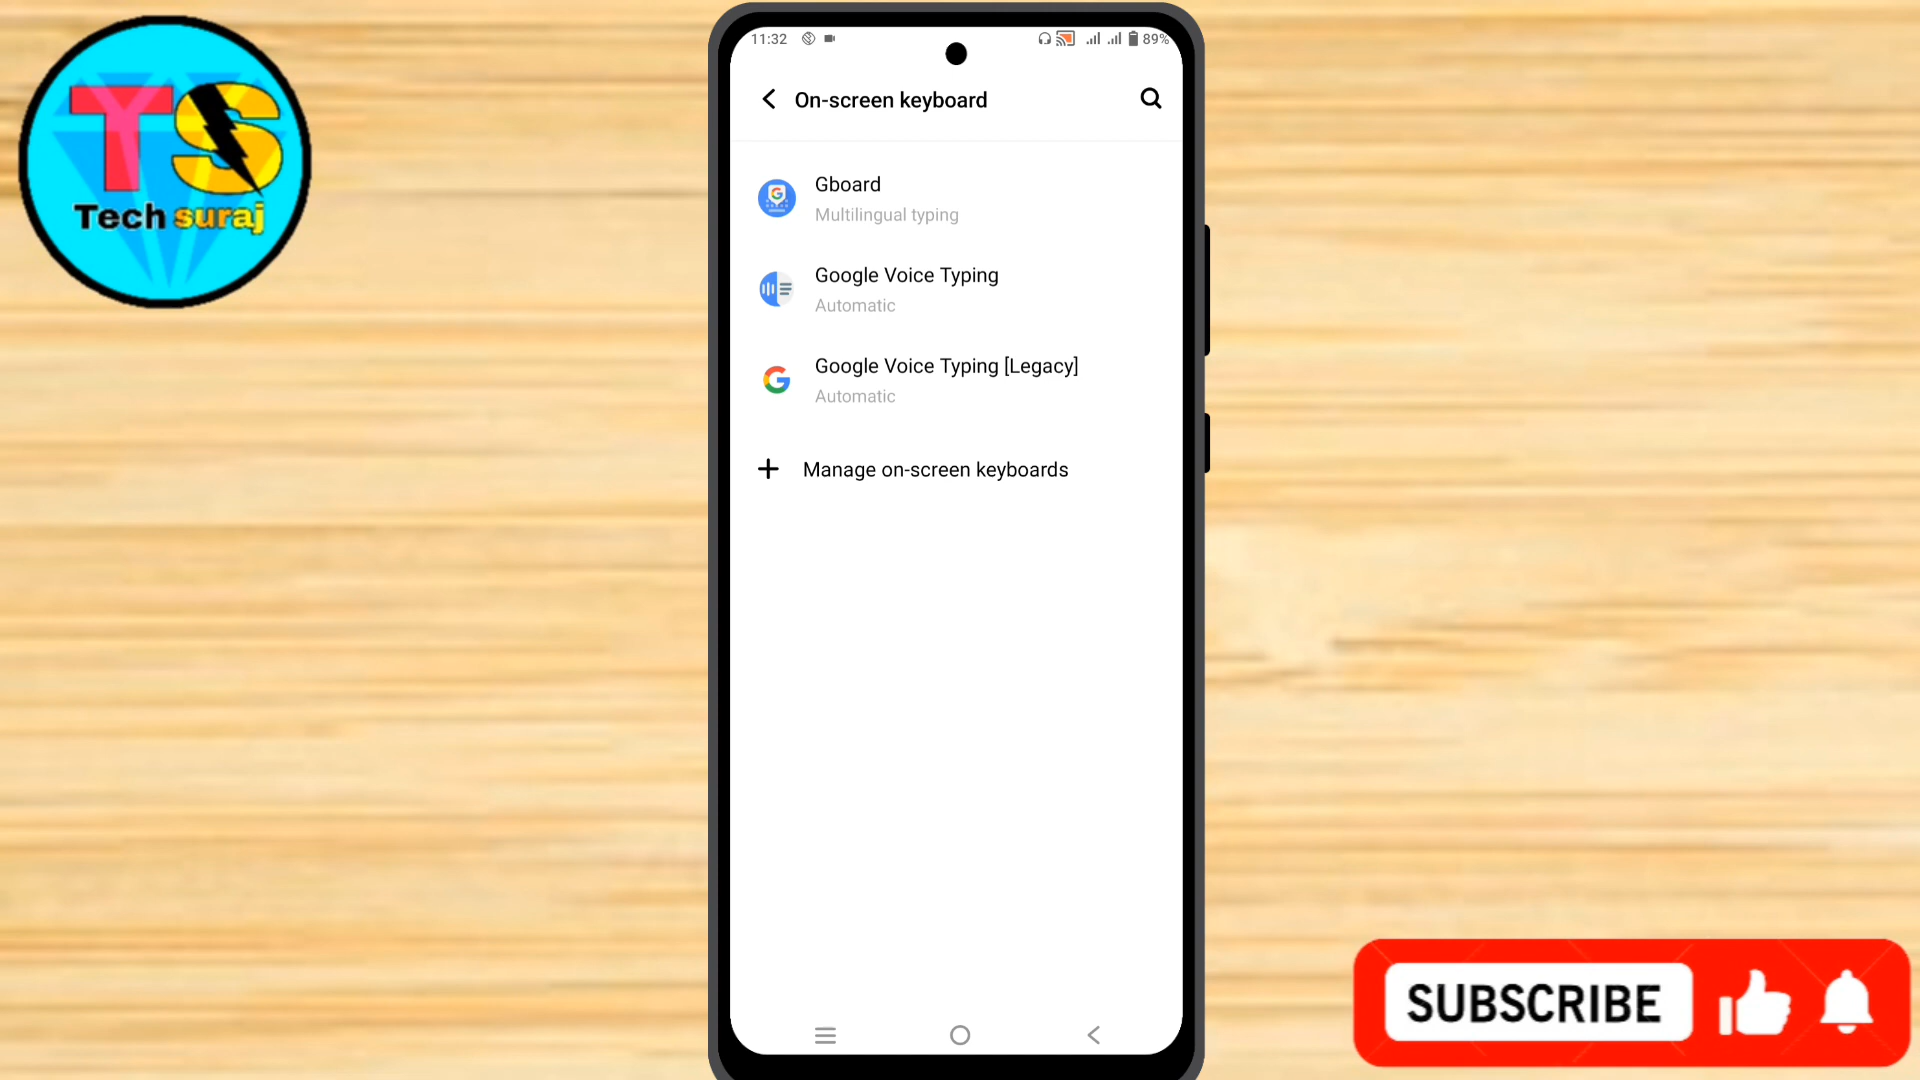 TS
Tech suraj
11:32
89%
On-screen keyboard
Gboard
Multilingual typing
Google Voice Typing
Automatic
Google Voice Typing [Legacy]
Automatic
Manage on-screen keyboards
SUBSCRIBE